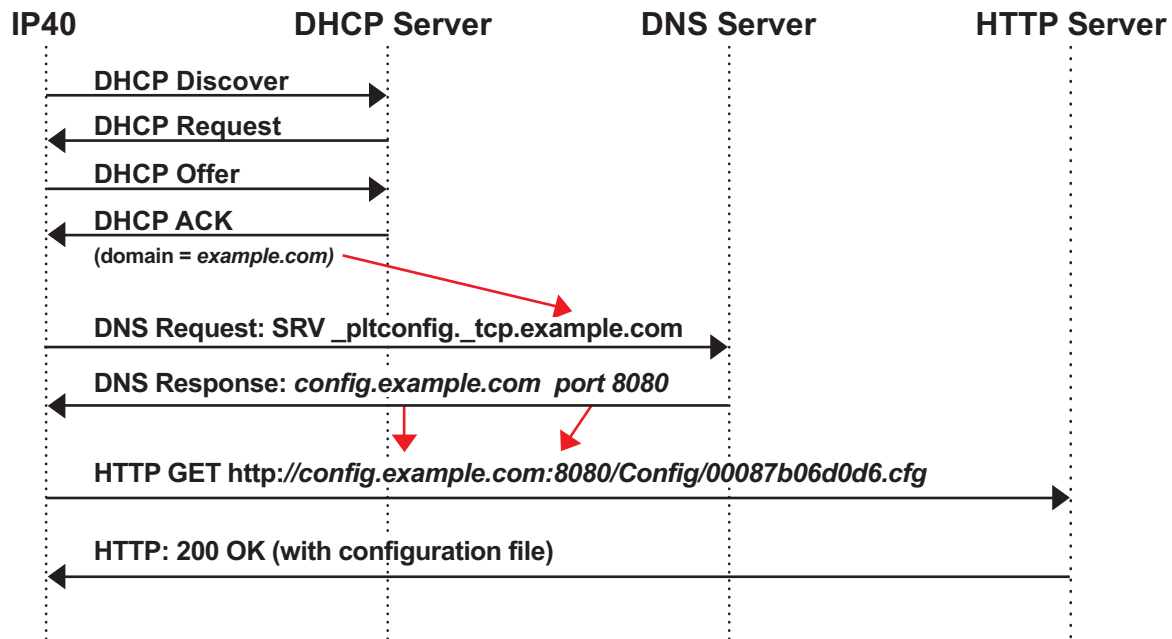 IP40 DHCP Server DNS Server HTTP Server
DHCP Discover
DHCP Request
DHCP Offer
DHCP ACK
(domain = example.com)
DNS Request: SRV _pltconfig._tcp.example.com
DNS Response: config.example.com port 8080
HTTP GET http://config.example.com:8080/Config/00087b06d0d6.cfg
HTTP: 200 OK (with configuration file)